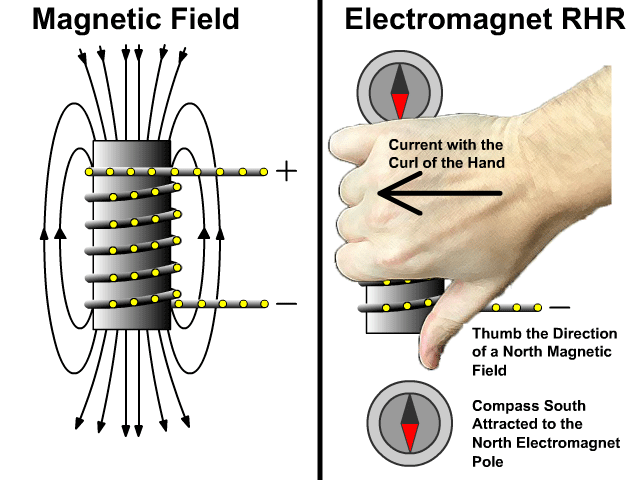 Magnetic Field
+
−
Electromagnet RHR
Current with the
Curl of the Hand
−
Thumb the Direction
of a North Magnetic
Field
Compass South
Attracted to the
North Electromagnet
Pole